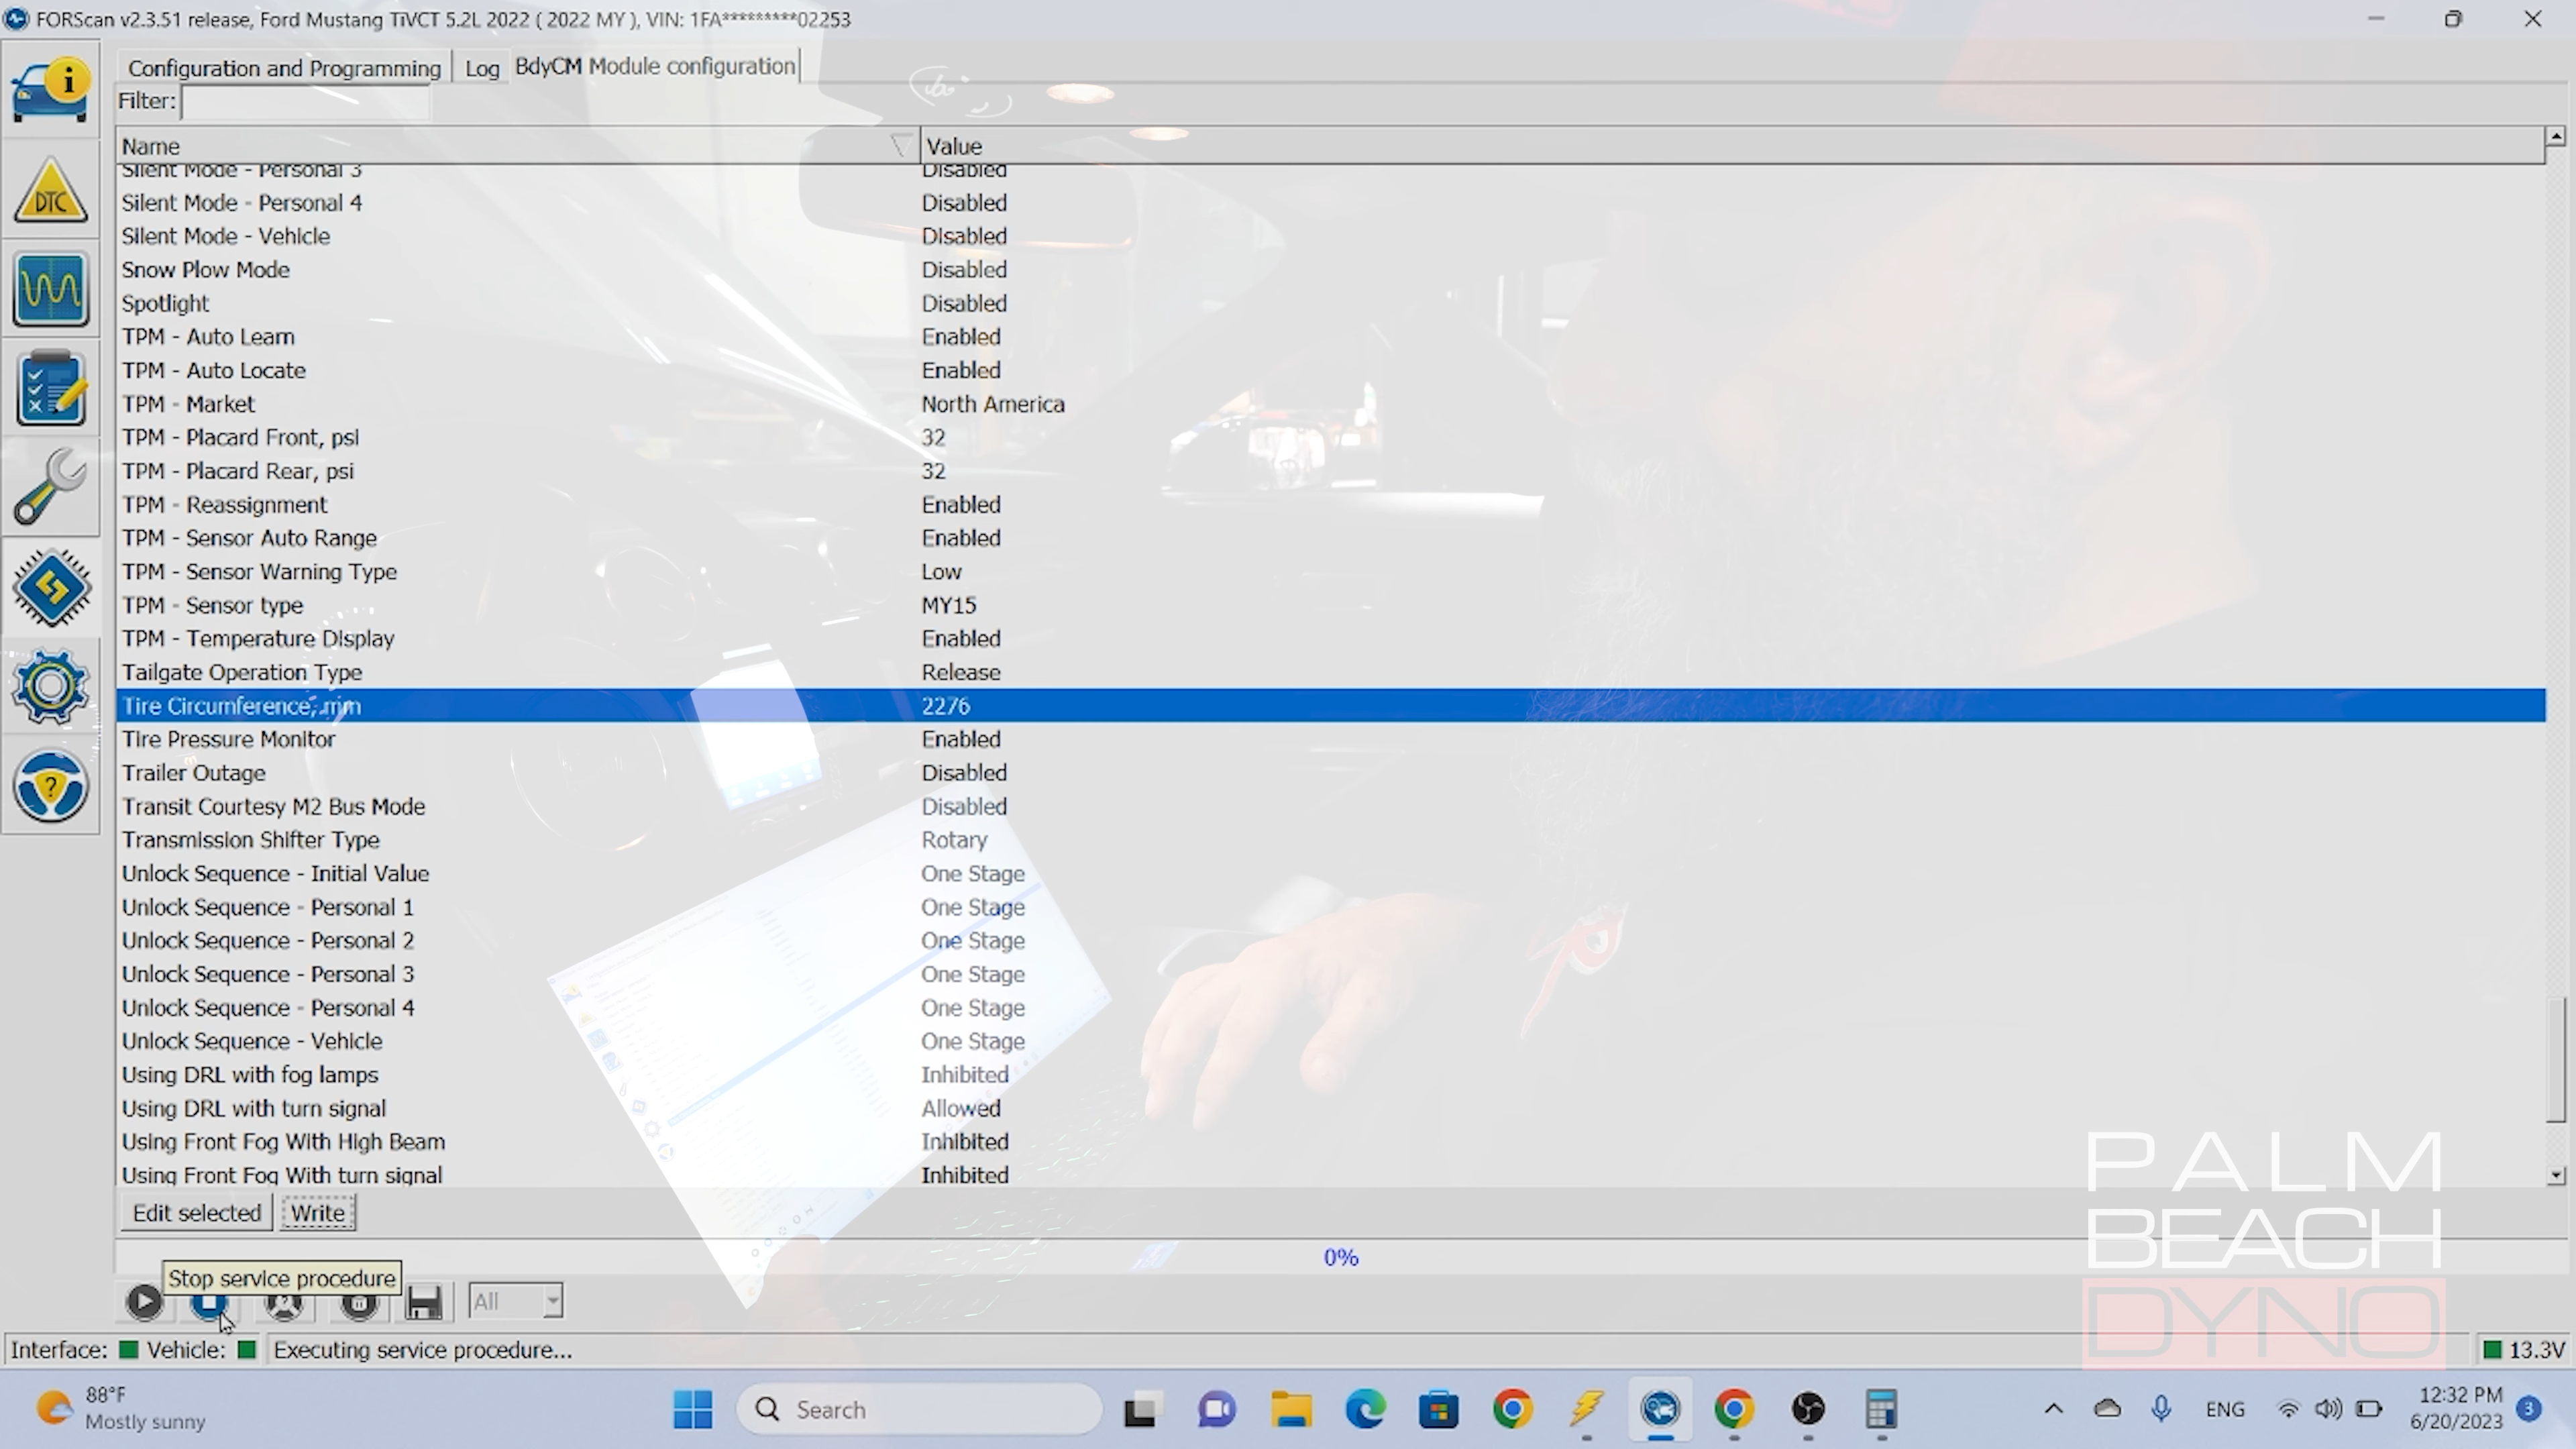 FORScan v2.3.51 release, Ford Mustang TiVCT 5.2L 2022 ( 2022 MY ), VIN: 1FA*********02253
Configuration and Programming Log BdyCM Module configuration
Filter:
Name Value
Silent Mode - Personal 3 Disabled
Silent Mode - Personal 4 Disabled
Silent Mode - Vehicle Disabled
Snow Plow Mode Disabled
Spotlight Disabled
TPM - Auto Learn Enabled
TPM - Auto Locate Enabled
TPM - Market North America
TPM - Placard Front, psi 32
TPM - Placard Rear, psi 32
TPM - Reassignment Enabled
TPM - Sensor Auto Range Enabled
TPM - Sensor Warning Type Low
TPM - Sensor type MY15
TPM - Temperature Display Enabled
Tailgate Operation Type Release
Tire Circumference, mm 2276
Tire Pressure Monitor Enabled
Trailer Outage Disabled
Transit Courtesy M2 Bus Mode Disabled
Transmission Shifter Type Rotary
Unlock Sequence - Initial Value One Stage
Unlock Sequence - Personal 1 One Stage
Unlock Sequence - Personal 2 One Stage
Unlock Sequence - Personal 3 One Stage
Unlock Sequence - Personal 4 One Stage
Unlock Sequence - Vehicle One Stage
Using DRL with fog lamps Inhibited
Using DRL with turn signal Allowed
Using Front Fog With High Beam Inhibited
Using Front Fog With turn signal Inhibited
Edit selected Write
0%
Stop service procedure
All
Interface: Vehicle: Executing service procedure... 13.3V
DTC
PALM
BEACH
DYNO
88°F
Mostly sunny
Search
ENG
12:32 PM
6/20/2023
3